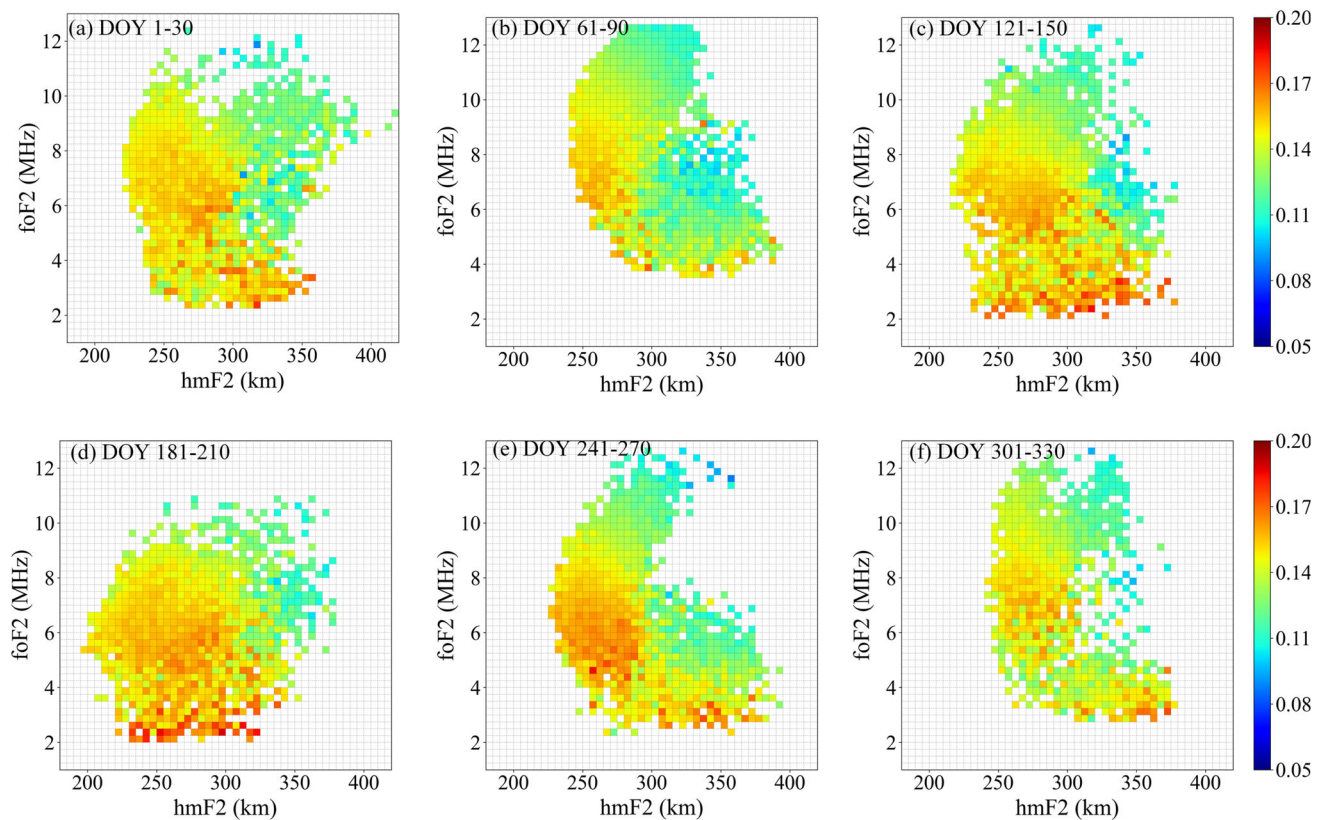 (a) DOY 1-30
(b) DOY 61-90
(c) DOY 121-150
foF2 (MHz)
12
10
8
6
4
2
200 250 300 350 400
hmF2 (km)
foF2 (MHz)
12
10
8
6
4
2
200 250 300 350 400
hmF2 (km)
foF2 (MHz)
12
10
8
6
4
2
200 250 300 350 400
hmF2 (km)
0.20
0.17
0.14
0.11
0.08
0.05
(d) DOY 181-210
(e) DOY 241-270
(f) DOY 301-330
foF2 (MHz)
12
10
8
6
4
2
200 250 300 350 400
hmF2 (km)
foF2 (MHz)
12
10
8
6
4
2
200 250 300 350 400
hmF2 (km)
foF2 (MHz)
12
10
8
6
4
2
200 250 300 350 400
hmF2 (km)
0.20
0.17
0.14
0.11
0.08
0.05